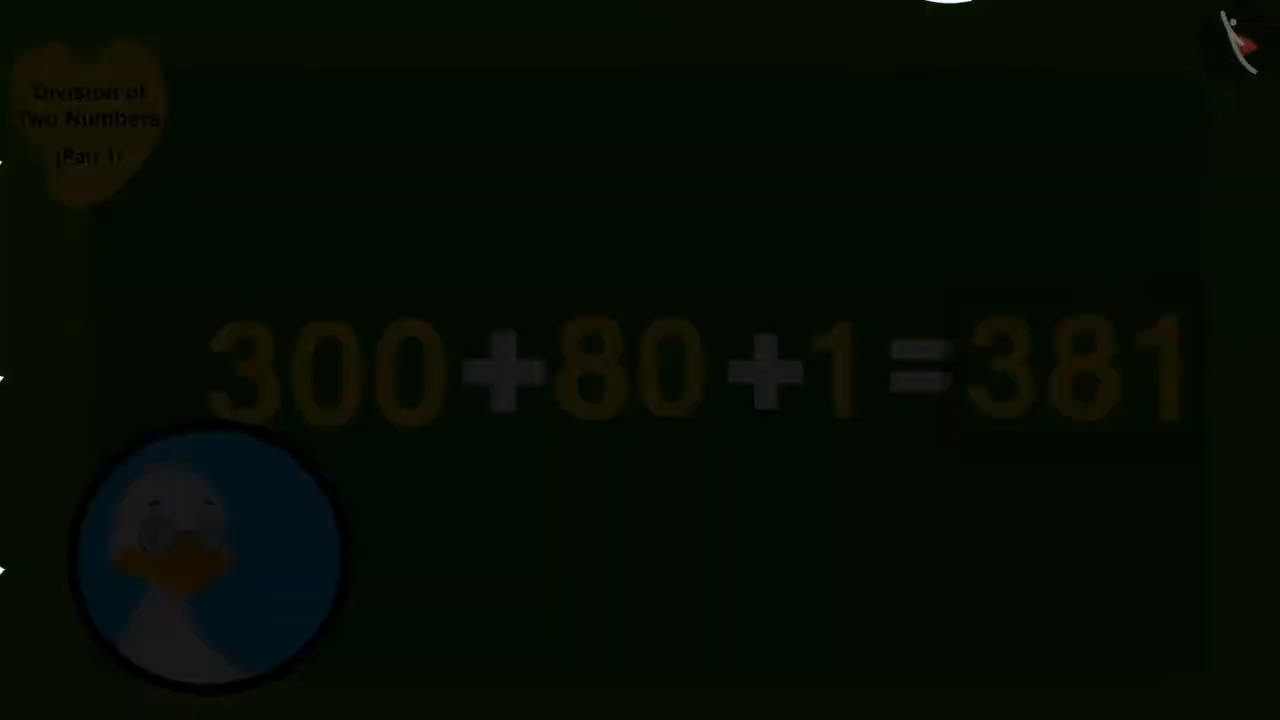 Division of
Two Numbers
(Part 1)
300+80+1=381